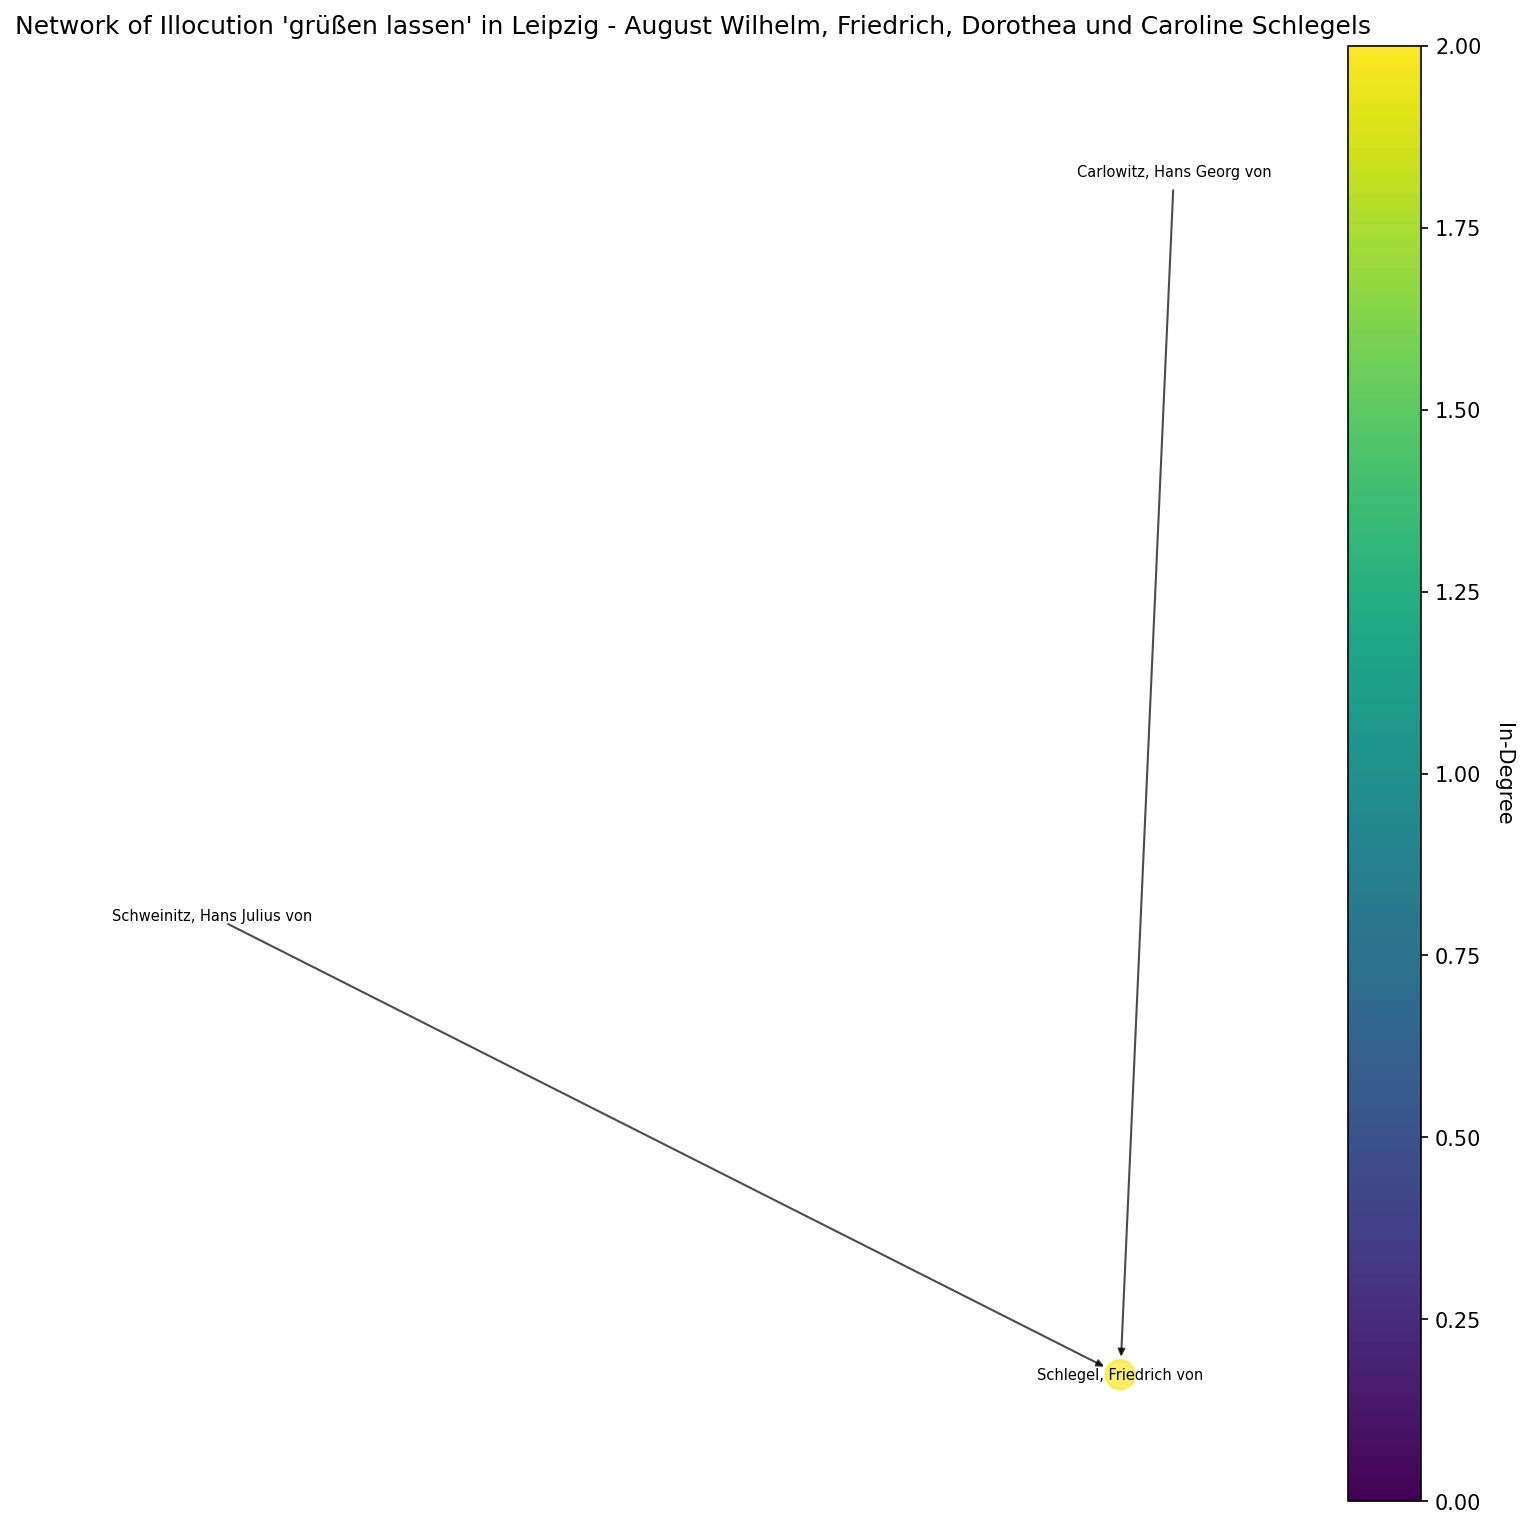 Network of Illocution 'grüßen lassen' in Leipzig - August Wilhelm, Friedrich, Dorothea und Caroline Schlegels
2.00
Carlowitz, Hans Georg von
1.75
1.50
1.25
1.00
In-Degree
Schweinitz, Hans Julius von
0.75
0.50
Schlegel, Friedrich von
0.25
0.00